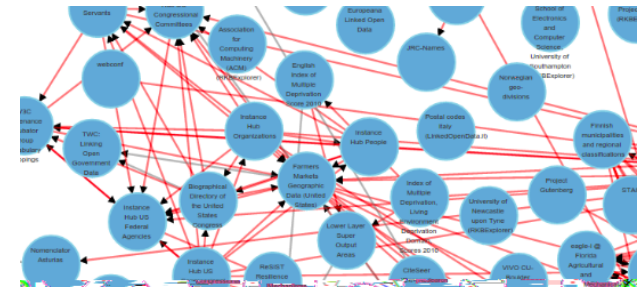 Servants
Congressional
Committees
Association
for
Computing
Machinery
(ACM)
(RKBExplorer)
Europeans
Linked Open
Data
JRC-Names
School of
Electronics
and
Computer
Science,
University of
Southampton
webconf
English
Index of
Multiple
Deprivation
Score 2010
Norwegian
geo-
divisions
TWC:
Linking
Open
Government
Data
Instance
Hub
Organizations
Instance
Hub People
Postal codes
Italy
(LinkedOpenData.it)
Finnish
municipalities
and regional
classifications
Farmers
Markets
Geographic
Data (United
States)
Biographical
Directory of
the United
States
Congress
Instance
Hub US
Federal
Agencies
Index of
Multiple
Deprivation,
Living
Environment
Deprivation
Domain
Scores 2010
University of
Newcastle
upon Tyne
(RKBExplorer)
Project
Gutenberg
Lower Layer
Super
Output
Areas
Nomenclator
Asturias
Instance
Hub US
ReSIST
Resilience
CiteSeer
VIVO CU-
eagle-i @
Florida
Agricultural
and